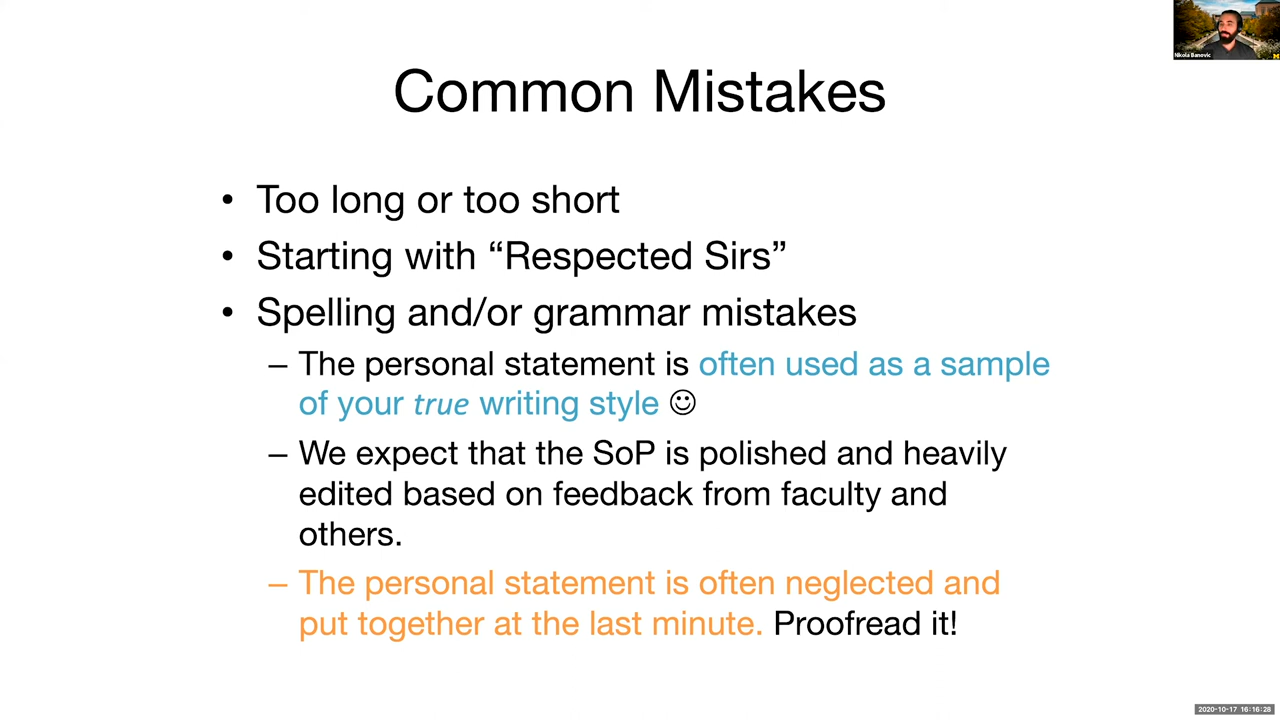 Nikola Banovic
Common Mistakes
• Too long or too short
• Starting with “Respected Sirs”
• Spelling and/or grammar mistakes
– The personal statement is often used as a sample
of your true writing style ☺
– We expect that the SoP is polished and heavily
edited based on feedback from faculty and
others.
– The personal statement is often neglected and
put together at the last minute. Proofread it!
2020-10-17 16:16:28